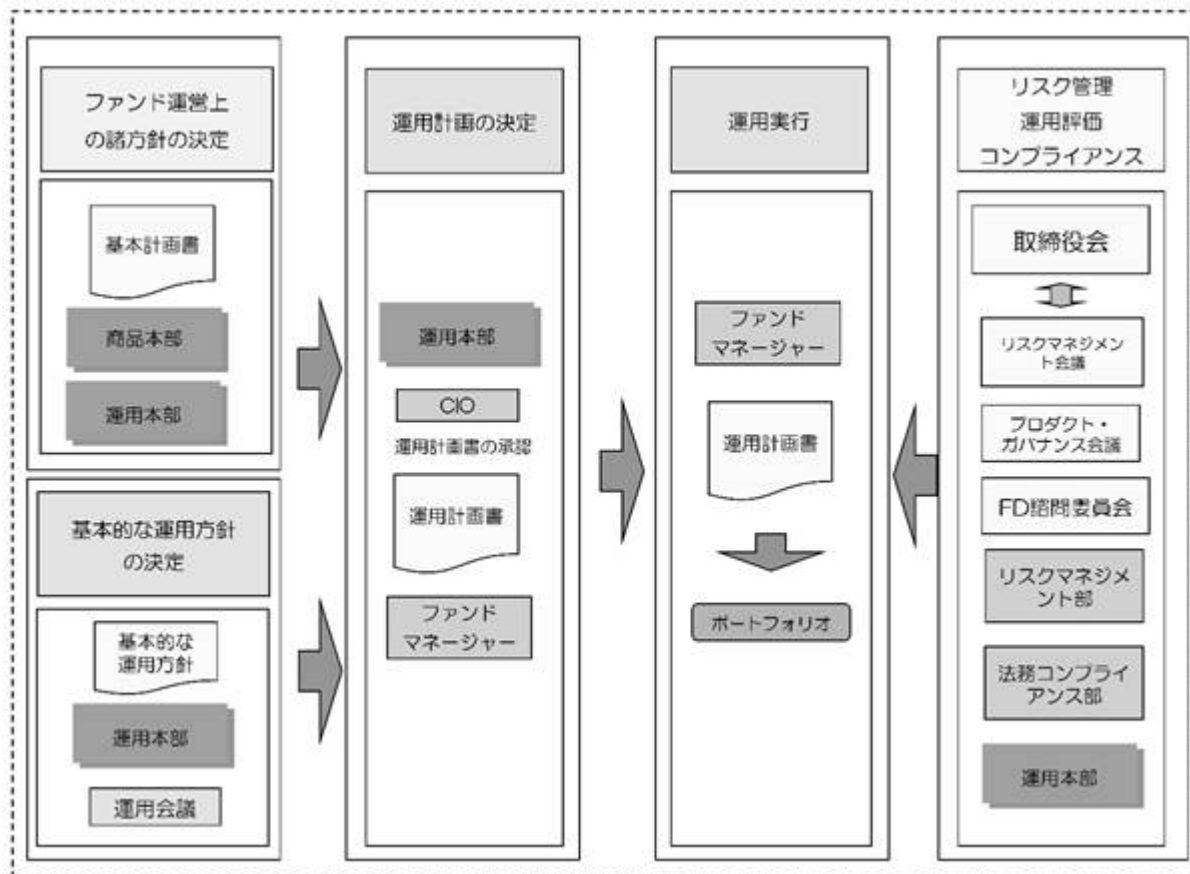 ファンド運営上
の諸方針の決定
基本計画書
商品本部
運用本部
基本的な運用方針
の決定
基本的な
運用方針
運用本部
運用会議
運用計画の決定
運用本部
CIO
運用計画書の承認
運用計画書
ファンド
マネージャー
運用実行
ファンド
マネージャー
運用計画書
ポートフォリオ
リスク管理
運用評価
コンプライアンス
取締役会
リスクマネジメン
ト会議
プロダクト・
ガバナンス会議
FD諮問委員会
リスクマネジメ
ント部
法務コンプライ
アンス部
運用本部